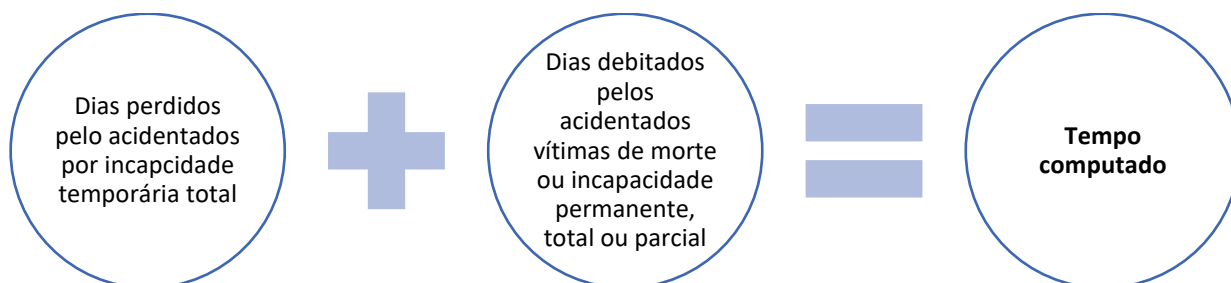 Dias perdidos
pelo acidentados
por incapcidade
temporária total
Dias debitados
pelos
acidentados
vítimas de morte
ou incapacidade
permanente,
total ou parcial
Tempo
computado